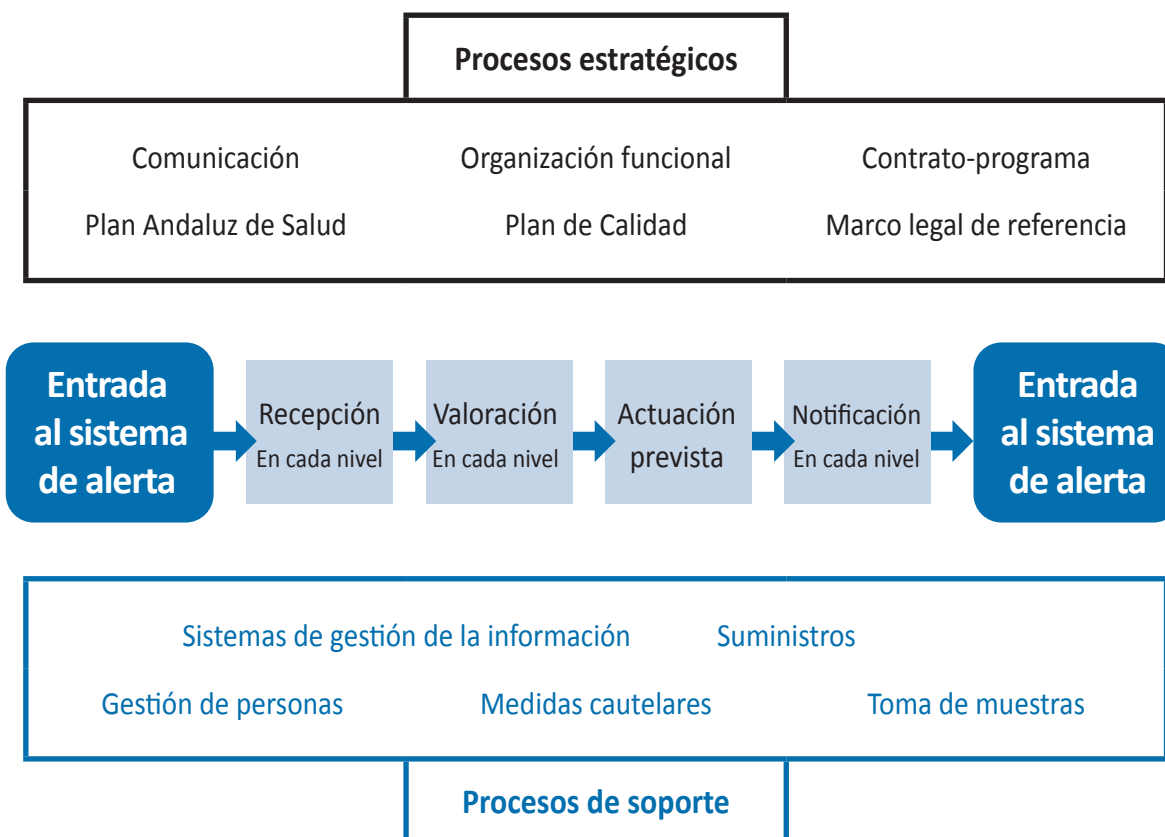 Procesos estratégicos
Comunicación
Organización funcional
Contrato-programa
Plan Andaluz de Salud
Plan de Calidad
Marco legal de referencia
Entrada
al sistema
de alerta
Recepción
En cada nivel
Valoración
En cada nivel
Actuación
prevista
Notificación
En cada nivel
Entrada
al sistema
de alerta
Sistemas de gestión de la información
Suministros
Gestión de personas
Medidas cautelares
Toma de muestras
Procesos de soporte